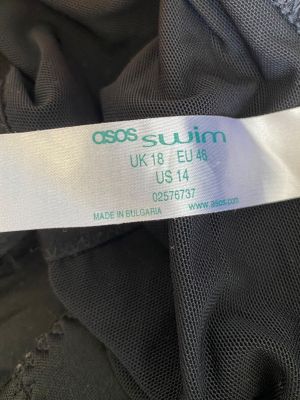 asos swim
UK 18 EU 46
US 14
02576737
MADE IN BULGARIA www.asos.com